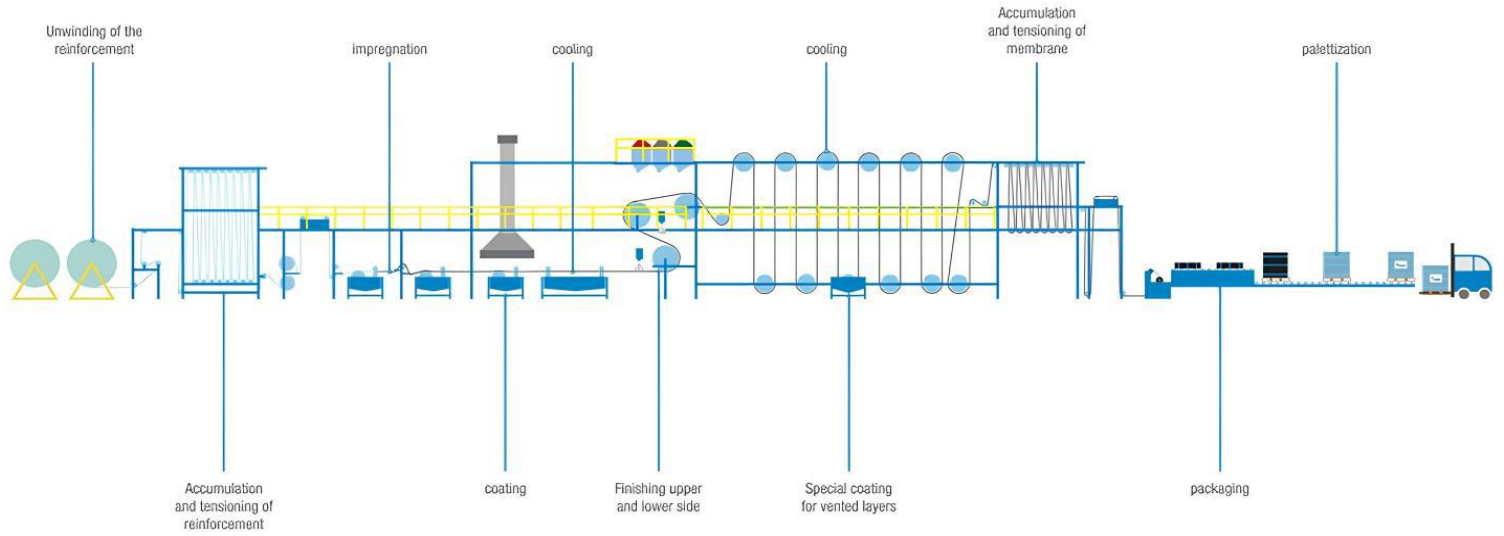 Unwinding of the
reinforcement
impregnation
cooling
cooling
Accumulation
and tensioning of
membrane
palettization
Accumulation
and tensioning of
reinforcement
coating
Finishing upper
and lower side
Special coating
for vented layers
packaging